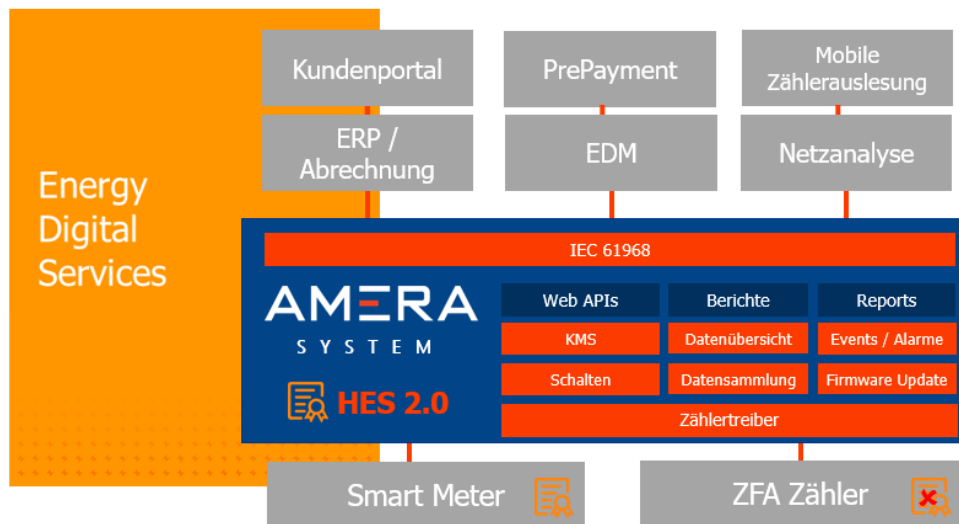 Kundenportal
PrePayment
Mobile
Zählerauslesung
ERP /
Abrechnung
EDM
Netzanalyse
Energy
Digital
Services
IEC 61968
AMERA
SYSTEM
HES 2.0
Web APIs
Berichte
Reports
KMS
Datenübersicht
Events / Alarme
Schalten
Datensammlung
Firmware Update
Zählertreiber
Smart Meter
ZFA Zähler